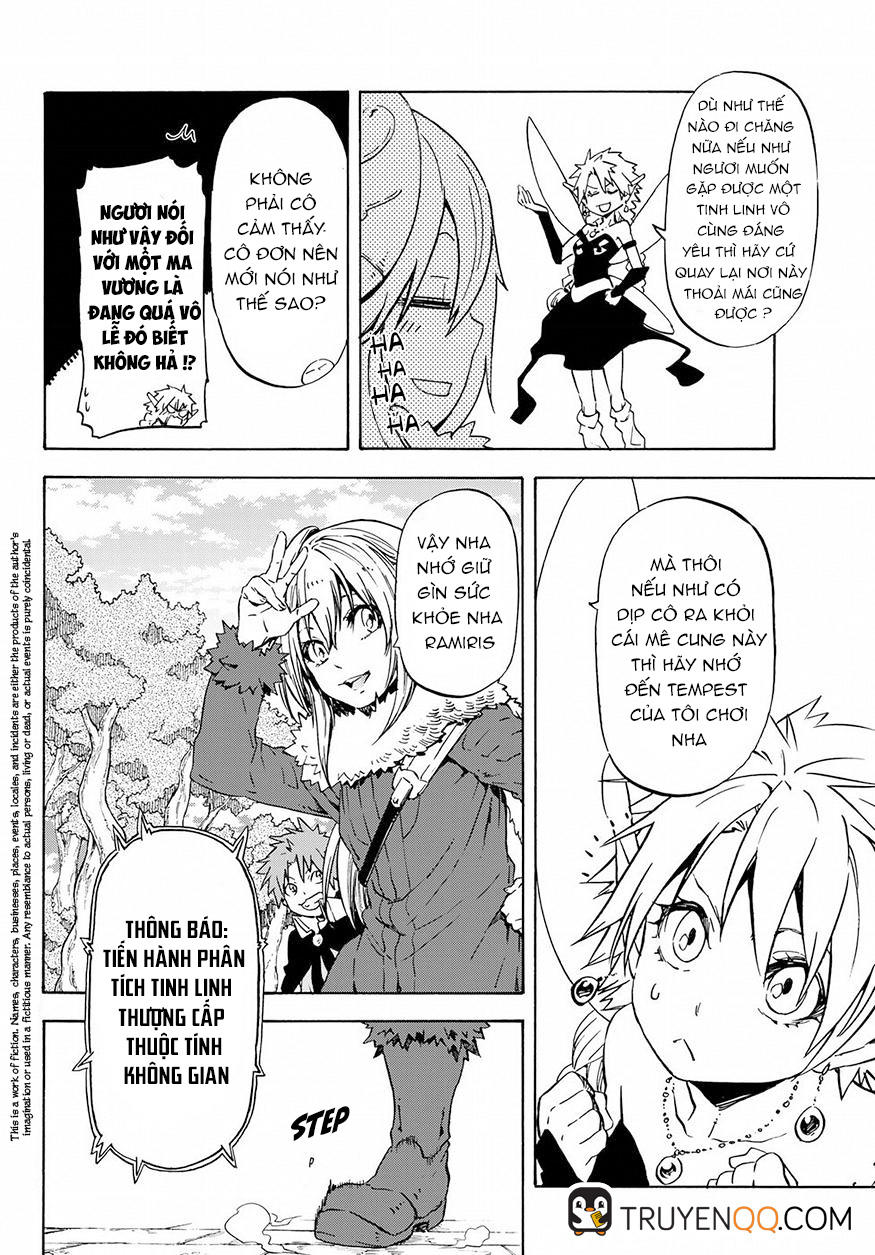 DÙ NHƯ THẾ
NÀO ĐI CHĂNG
NỮA NẾU NHƯ
NGƯƠI MUỐN
GẶP ĐƯỢC MỘT
TINH LINH VÔ
CÙNG ĐÁNG
YÊU THÌ HÃY CỨ
QUAY LẠI NƠI NÀY
THOẢI MÁI CŨNG
ĐƯỢC ?
HA
HA
HA
HA
KHÔNG
PHẢI CÔ
CẢM THẤY
CÔ ĐƠN NÊN
MỚI NÓI NHƯ
THẾ SAO?
NGƯƠI NÓI
NHƯ VẬY ĐỐI
VỚI MỘT MA
VƯƠNG LÀ
ĐANG QUÁ VÔ
LỄ ĐÓ BIẾT
KHÔNG HẢ !?
MÀ THÔI
NẾU NHƯ CÓ
DỊP CÔ RA KHỎI
CÁI MÊ CUNG NÀY
THÌ HÃY NHỚ
ĐẾN TEMPEST
CỦA TÔI CHƠI
NHA
VẬY NHA
NHỚ GIỮ
GÌN SỨC
KHỎE NHA
RAMIRIS
THÔNG BÁO:
TIẾN HÀNH PHÂN
TÍCH TINH LINH
THƯỢNG CẤP
THUỘC TÍNH
KHÔNG GIAN
STEP
P
This is a work of fiction. Names, characters, businesses, places, events, locales, and incidents are either the products of the author's
imagination or used in a fictitious manner. Any resemblance to actual persons, living or dead, or actual events is purely coincidental.
TRUYENQQ.COM